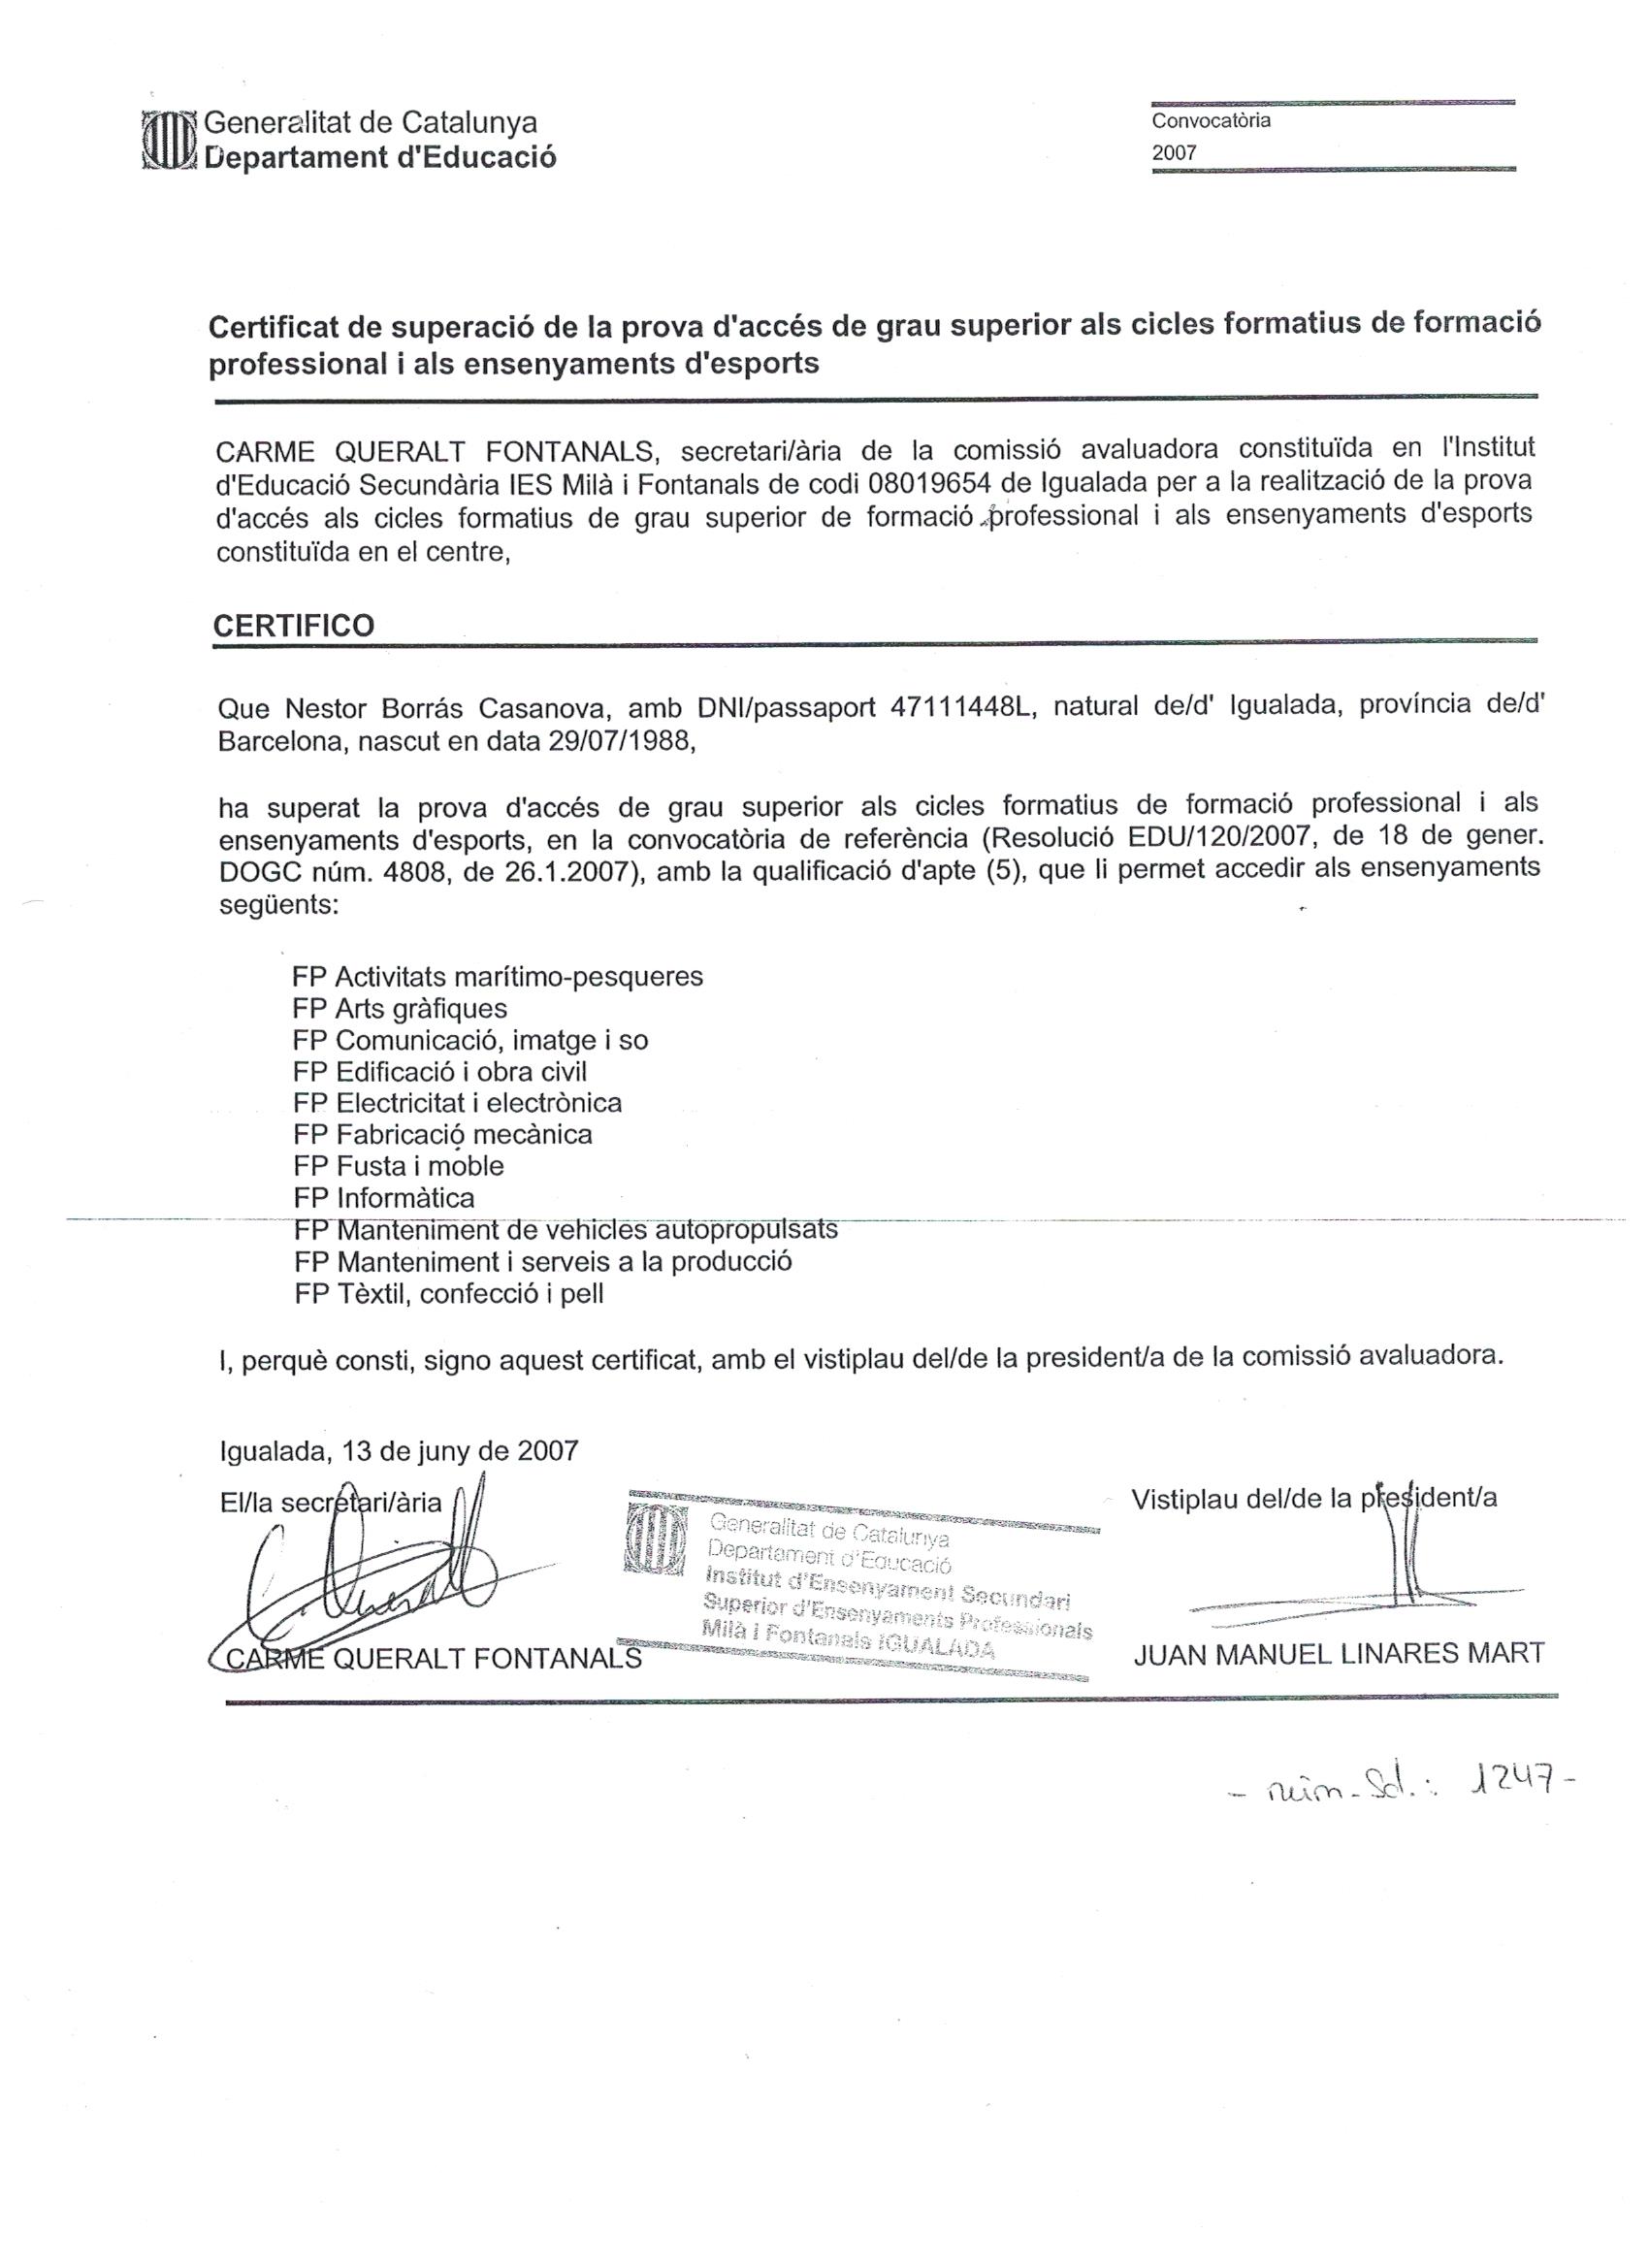 Generalitat de Catalunya
Departament d'Educació
Convocatòria
2007
Certificat de superació de la prova d'accés de grau superior als cicles formatius de formació
professional i als ensenyaments d'esports
CARME QUERALT FONTANALS, secretari/ària de la comissió avaluadora constituïda en l'Institut
d'Educació Secundària IES Milà i Fontanals de codi 08019654 de Igualada per a la realització de la prova
d'accés als cicles formatius de grau superior de formació professional i als ensenyaments d'esports
constituïda en el centre,
CERTIFICO
Que Nestor Borrás Casanova, amb DNI/passaport 47111448L, natural de/d' Igualada, província de/d'
Barcelona, nascut en data 29/07/1988,
ha superat la prova d'accés de grau superior als cicles formatius de formació professional i als
ensenyaments d'esports, en la convocatòria de referència (Resolució EDU/120/2007, de 18 de gener.
DOGC núm. 4808, de 26.1.2007), amb la qualificació d'apte (5), que li permet accedir als ensenyaments
següents:
FP Activitats marítimo-pesqueres
FP Arts gràfiques
FP Comunicació, imatge i so
FP Edificació i obra civil
FP Electricitat i electrònica
FP Fabricació mecànica
FP Fusta i moble
FP Informàtica
FP Manteniment de vehicles autopropulsats
FP Manteniment i serveis a la producció
FP Tèxtil, confecció i pell
I, perquè consti, signo aquest certificat, amb el vistiplau del/de la president/a de la comissió avaluadora.
Igualada, 13 de juny de 2007
El/la secretari/ària
Vistiplau del/de la president/a
Generalitat de Catalunya
Departament d'Educació
Institut d'Ensenyament Secundari
Superior d'Ensenyaments Professionals
Milà i Fontanals IGUALADA
CARME QUERALT FONTANALS
JUAN MANUEL LINARES MART
- núm. Sol.: 1247 -